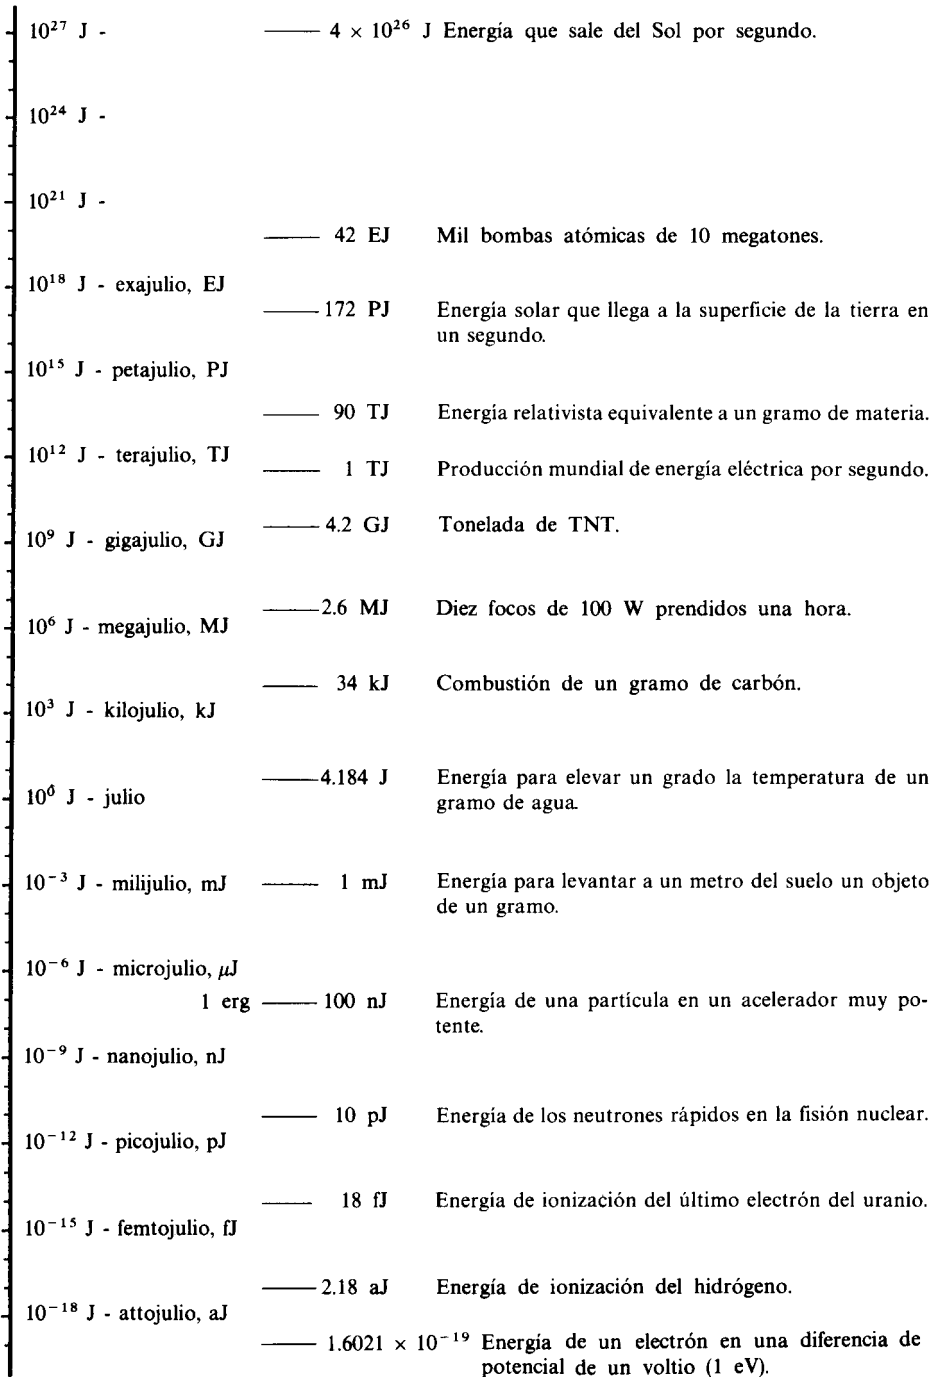 10²⁷ J - 4 × 10²⁶ J Energía que sale del Sol por segundo.
10²⁴ J -
10²¹ J -
42 EJ Mil bombas atómicas de 10 megatones.
10¹⁸ J - exajulio, EJ
172 PJ Energía solar que llega a la superficie de la tierra en
un segundo.
10¹⁵ J - petajulio, PJ
90 TJ Energía relativista equivalente a un gramo de materia.
10¹² J - terajulio, TJ
1 TJ Producción mundial de energía eléctrica por segundo.
4.2 GJ Tonelada de TNT.
10⁹ J - gigajulio, GJ
2.6 MJ Diez focos de 100 W prendidos una hora.
10⁶ J - megajulio, MJ
34 kJ Combustión de un gramo de carbón.
10³ J - kilojulio, kJ
4.184 J Energía para elevar un grado la temperatura de un
10⁰ J - julio gramo de agua.
10⁻³ J - milijulio, mJ 1 mJ Energía para levantar a un metro del suelo un objeto
de un gramo.
10⁻⁶ J - microjulio, μJ
1 erg 100 nJ Energía de una partícula en un acelerador muy po-
tente.
10⁻⁹ J - nanojulio, nJ
10 pJ Energía de los neutrones rápidos en la fisión nuclear.
10⁻¹² J - picojulio, pJ
18 fJ Energía de ionización del último electrón del uranio.
10⁻¹⁵ J - femtojulio, fJ
2.18 aJ Energía de ionización del hidrógeno.
10⁻¹⁸ J - attojulio, aJ
1.6021 × 10⁻¹⁹ Energía de un electrón en una diferencia de
potencial de un voltio (1 eV).